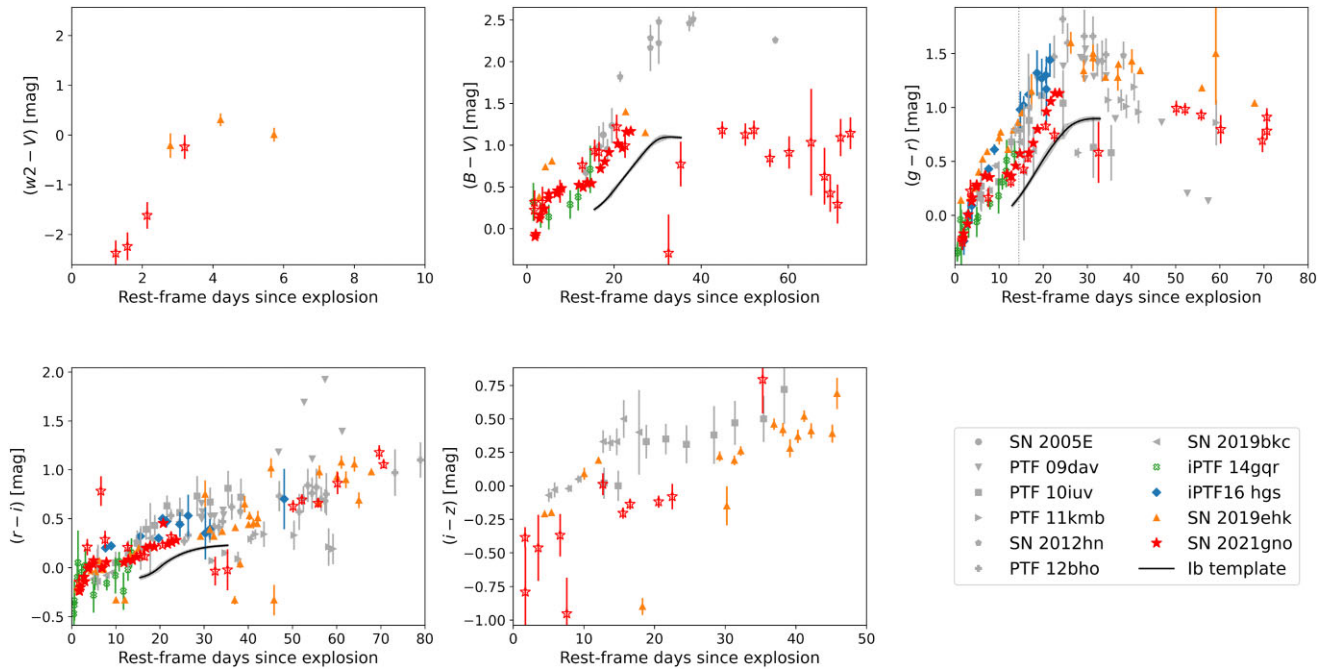 (w2 − V) [mag]
2
1
0
−1
−2
0 2 4 6 8 10
Rest-frame days since explosion
(B − V) [mag]
2.5
2.0
1.5
1.0
0.5
0.0
0 20 40 60
Rest-frame days since explosion
(g − r) [mag]
1.5
1.0
0.5
0.0
0 10 20 30 40 50 60 70 80
Rest-frame days since explosion
(r − i) [mag]
2.0
1.5
1.0
0.5
0.0
−0.5
0 10 20 30 40 50 60 70 80
Rest-frame days since explosion
(i − z) [mag]
0.75
0.50
0.25
0.00
−0.25
−0.50
−0.75
−1.00
0 10 20 30 40 50
Rest-frame days since explosion
SN 2005E
PTF 09dav
PTF 10iuv
PTF 11kmb
SN 2012hn
PTF 12bho
SN 2019bkc
iPTF 14gqr
iPTF16 hgs
SN 2019ehk
SN 2021gno
Ib template